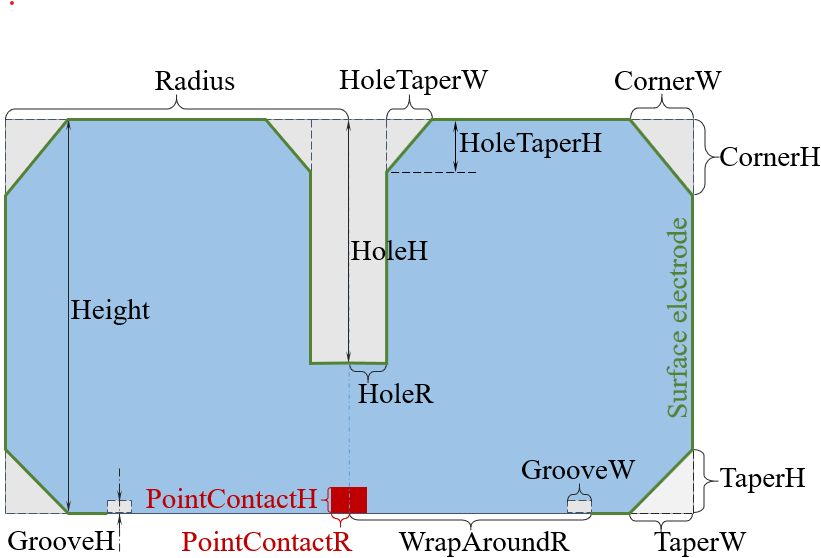 Radius
HoleTaperW
CornerW
HoleTaperH
CornerH
HoleH
Height
Surface electrode
HoleR
GrooveW
TaperH
PointContactH
GrooveH
PointContactR
WrapAroundR
TaperW